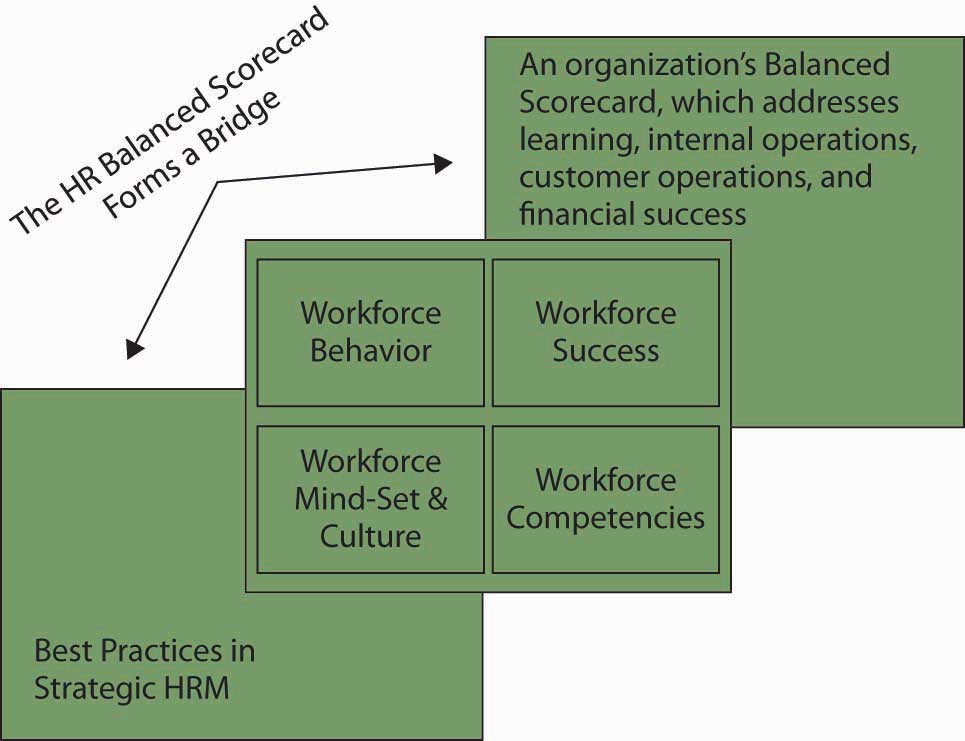 The HR Balanced Scorecard
Forms a Bridge
An organization’s Balanced
Scorecard, which addresses
learning, internal operations,
customer operations, and
financial success
Workforce
Behavior
Workforce
Success
Workforce
Mind-Set &
Culture
Workforce
Competencies
Best Practices in
Strategic HRM